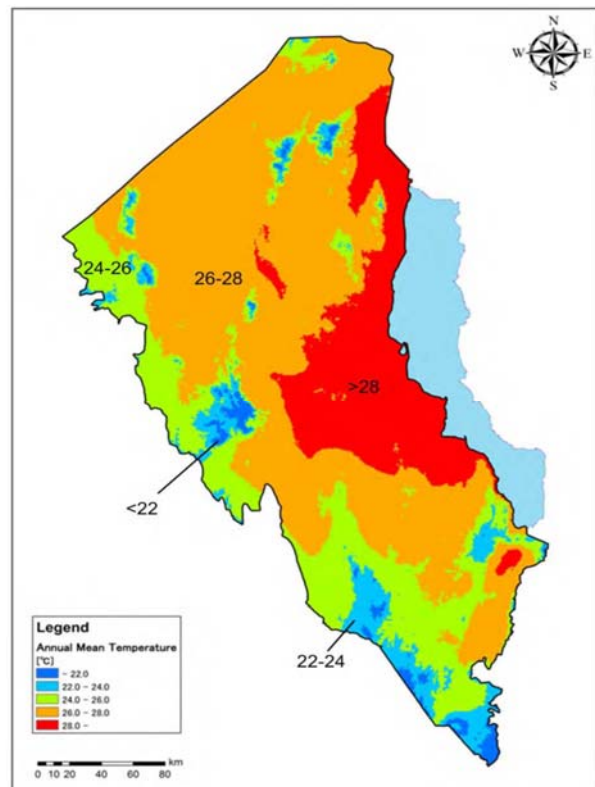 N
W E
S
24-26
26-28
>28
<22
22-24
Legend
Annual Mean Temperature
[℃]
- 22.0
22.0 - 24.0
24.0 - 26.0
26.0 - 28.0
28.0 -
km
0 10 20 40 60 80